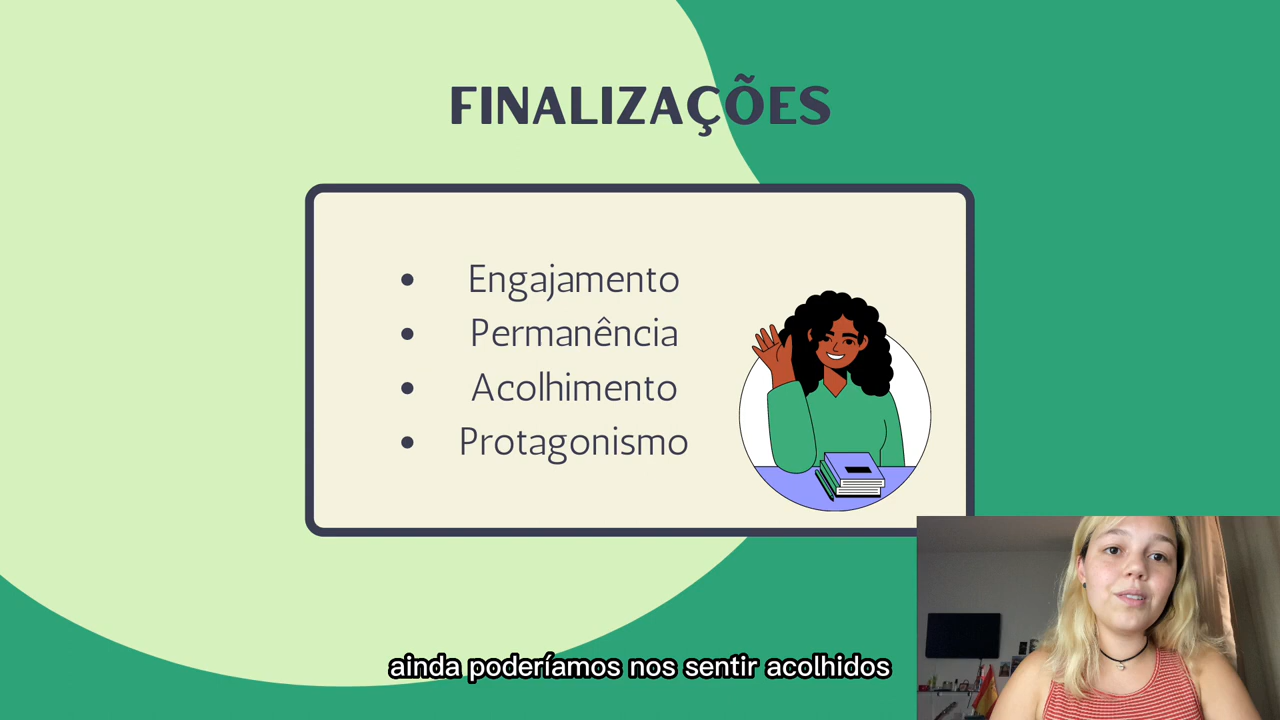 FINALIZAÇÕES
• Engajamento
• Permanência
• Acolhimento
• Protagonismo
ainda poderíamos nos sentir acolhidos